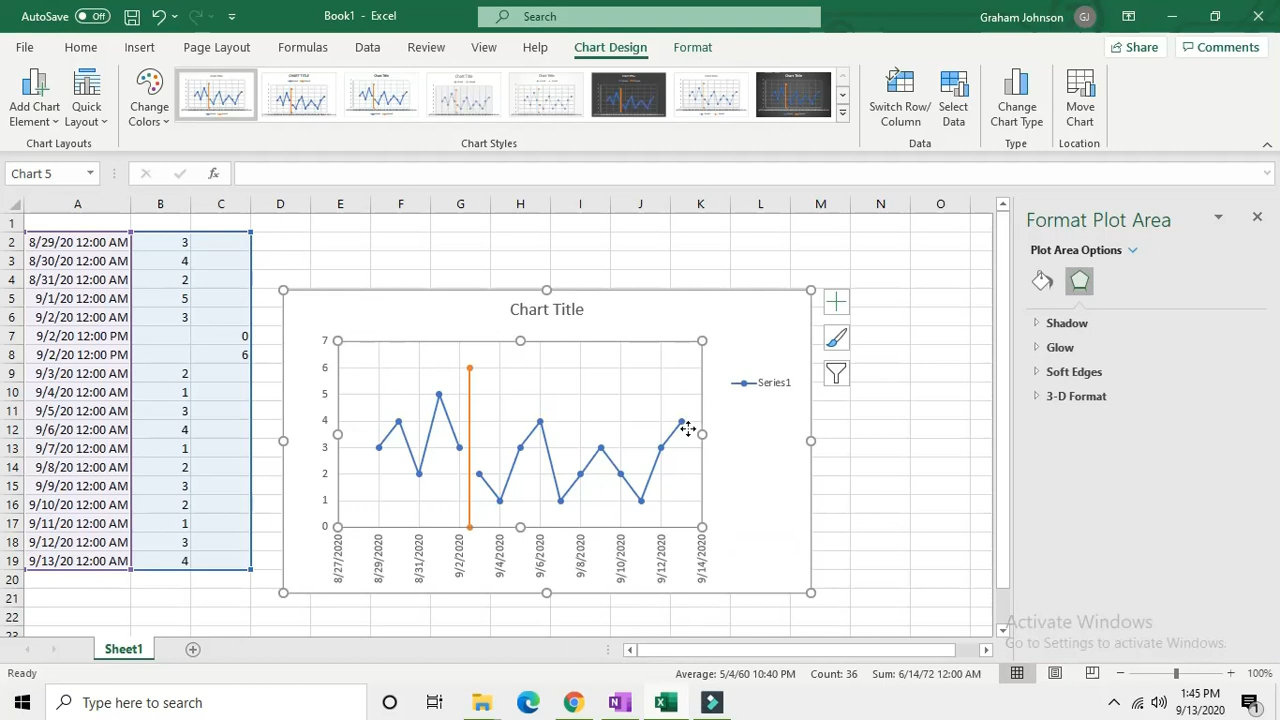 AutoSave Off Book1 - Excel Search Graham Johnson GJ
File Home Insert Page Layout Formulas Data Review View Help Chart Design Format Share Comments
Add Chart Element Quick Layout Change Colors Switch Row/ Column Select Data Change Chart Type Move Chart
Chart Layouts Chart Styles Data Type Location
Chart 5 fx
A B C D E F G H I J K L M N O
1
2 8/29/20 12:00 AM 3
3 8/30/20 12:00 AM 4
4 8/31/20 12:00 AM 2
5 9/1/20 12:00 AM 5
6 9/2/20 12:00 AM 3
7 9/2/20 12:00 PM 0
8 9/2/20 12:00 PM 6
9 9/3/20 12:00 AM 2
10 9/4/20 12:00 AM 1
11 9/5/20 12:00 AM 3
12 9/6/20 12:00 AM 4
13 9/7/20 12:00 AM 1
14 9/8/20 12:00 AM 2
15 9/9/20 12:00 AM 3
16 9/10/20 12:00 AM 2
17 9/11/20 12:00 AM 1
18 9/12/20 12:00 AM 3
19 9/13/20 12:00 AM 4
20
21
22
23
Chart Title
7
6
5
4
3
2
1
0
8/27/2020 8/29/2020 8/31/2020 9/2/2020 9/4/2020 9/6/2020 9/8/2020 9/10/2020 9/12/2020 9/14/2020
Series1
Format Plot Area
Plot Area Options
Shadow
Glow
Soft Edges
3-D Format
Activate Windows
Go to Settings to activate Windows.
Sheet1
Ready Average: 5/4/60 10:40 PM Count: 36 Sum: 6/14/72 12:00 AM 100%
Type here to search 1:45 PM
9/13/2020 1